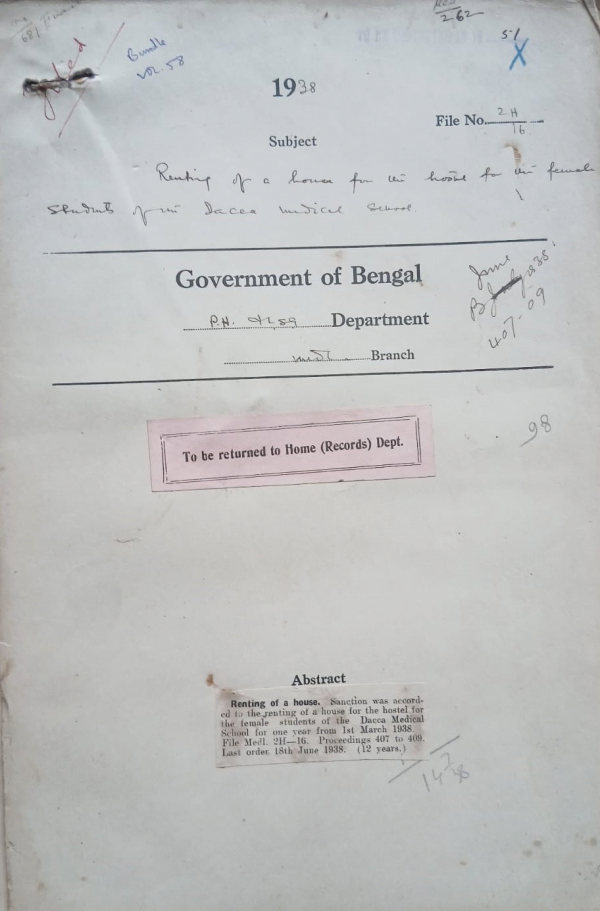 262
51
X
Bundle
vol. 58
1938
File No. 2H
16
Subject
Renting of a house for the hostel for the female
students of the Dacca Medical School.
Government of Bengal
P.H. & LSG Department
Medl. Branch
June
B 38
407-09
98
To be returned to Home (Records) Dept.
Abstract
Renting of a house. Sanction was accord-
ed to the renting of a house for the hostel for
the female students of the Dacca Medical
School for one year from 1st March 1938.
File Medl. 2H—16. Proceedings 407 to 409.
Last order 18th June 1938. (12 years.)